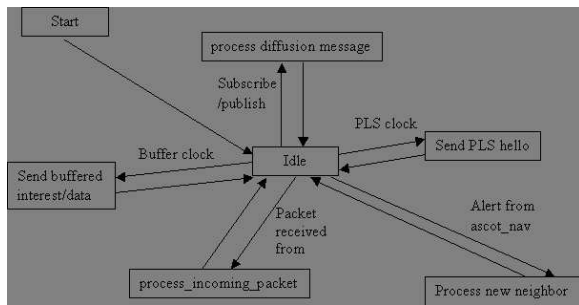 Start
process diffusion message
Subscribe
/publish
PLS clock
Buffer clock
Idle
Send PLS hello
Send buffered
interest/data
Packet
received
from
Alert from
ascot_nav
process_incoming_packet
Process new neighbor